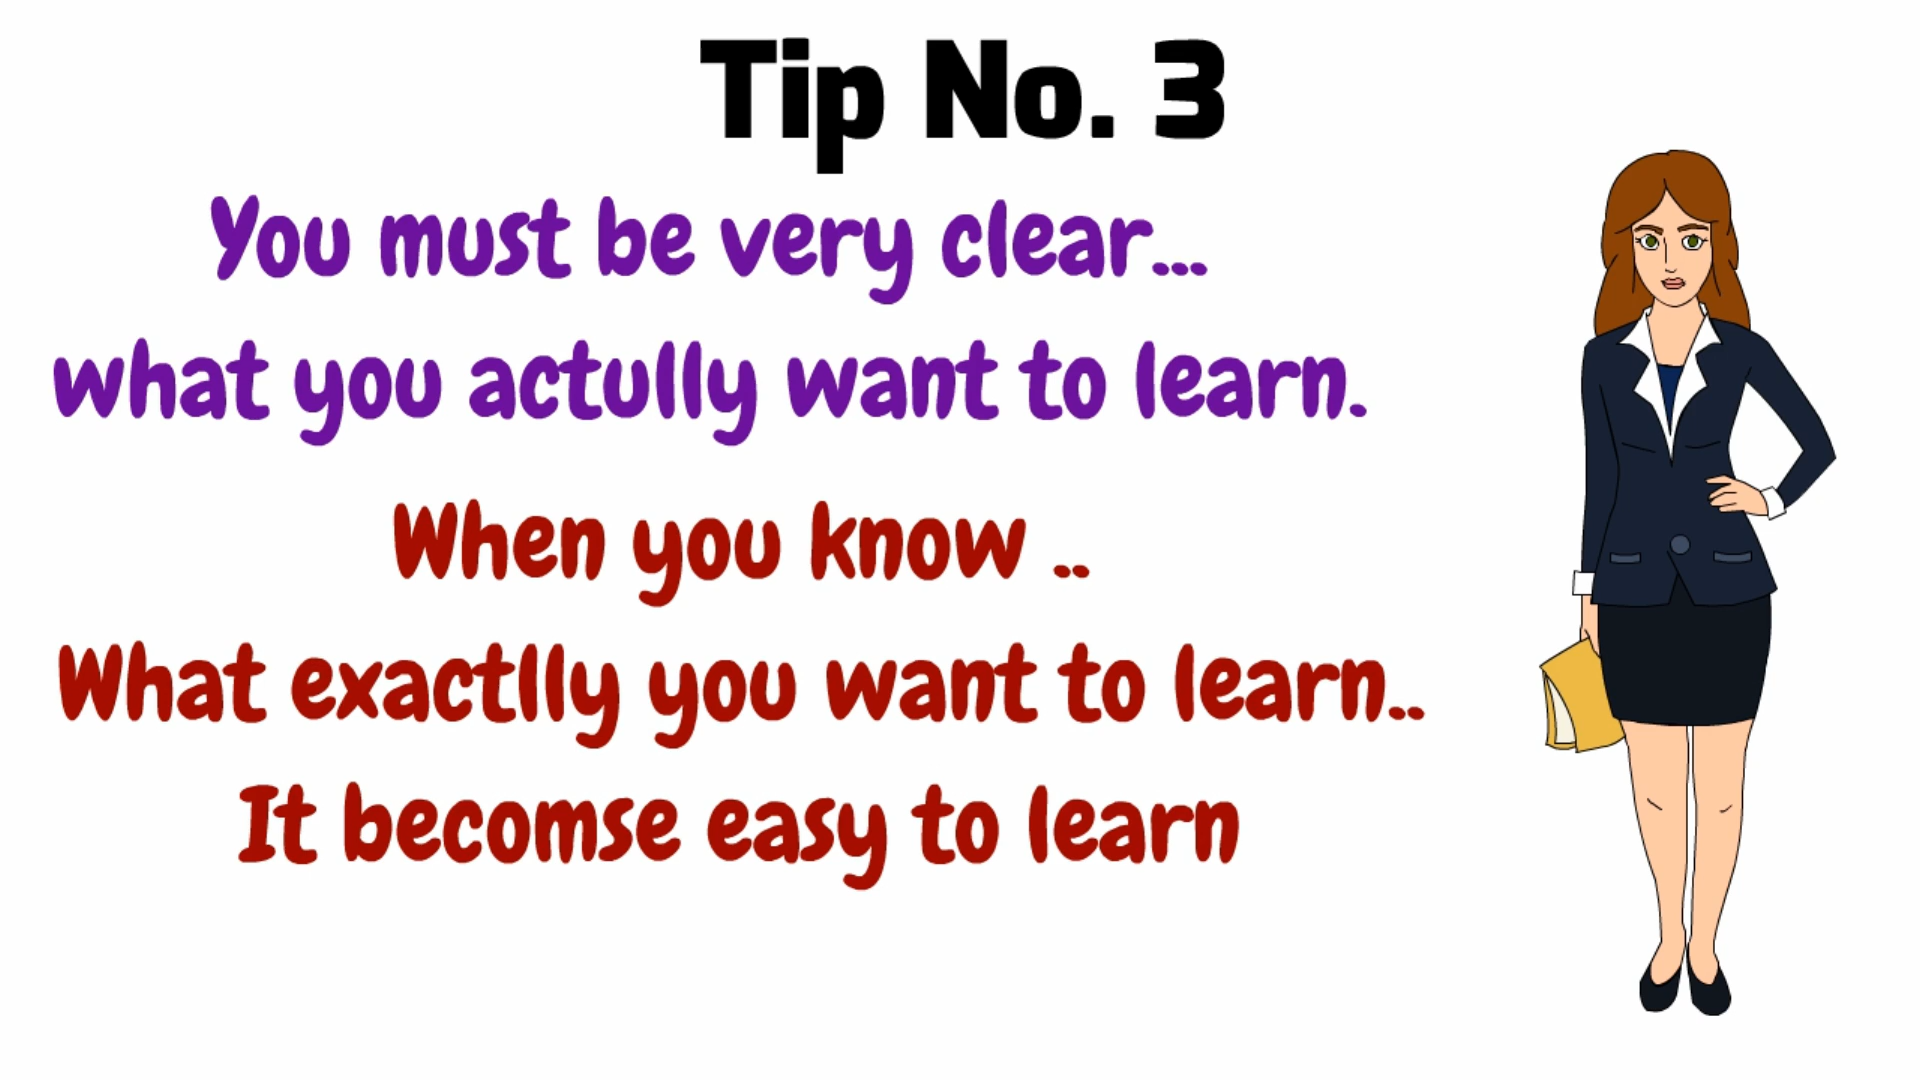 Tip No. 3
You must be very clear...
what you actully want to learn.
When you know ..
What exactlly you want to learn..
It becomse easy to learn